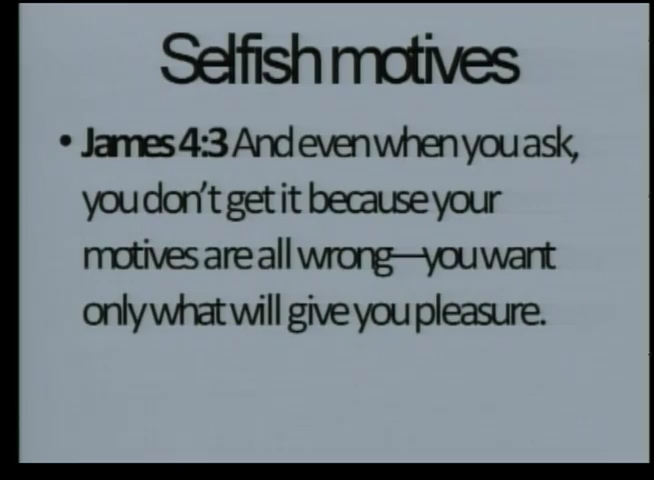 Selfish motives
• James 4:3 And even when you ask,
you don't get it because your
motives are all wrong—you want
only what will give you pleasure.